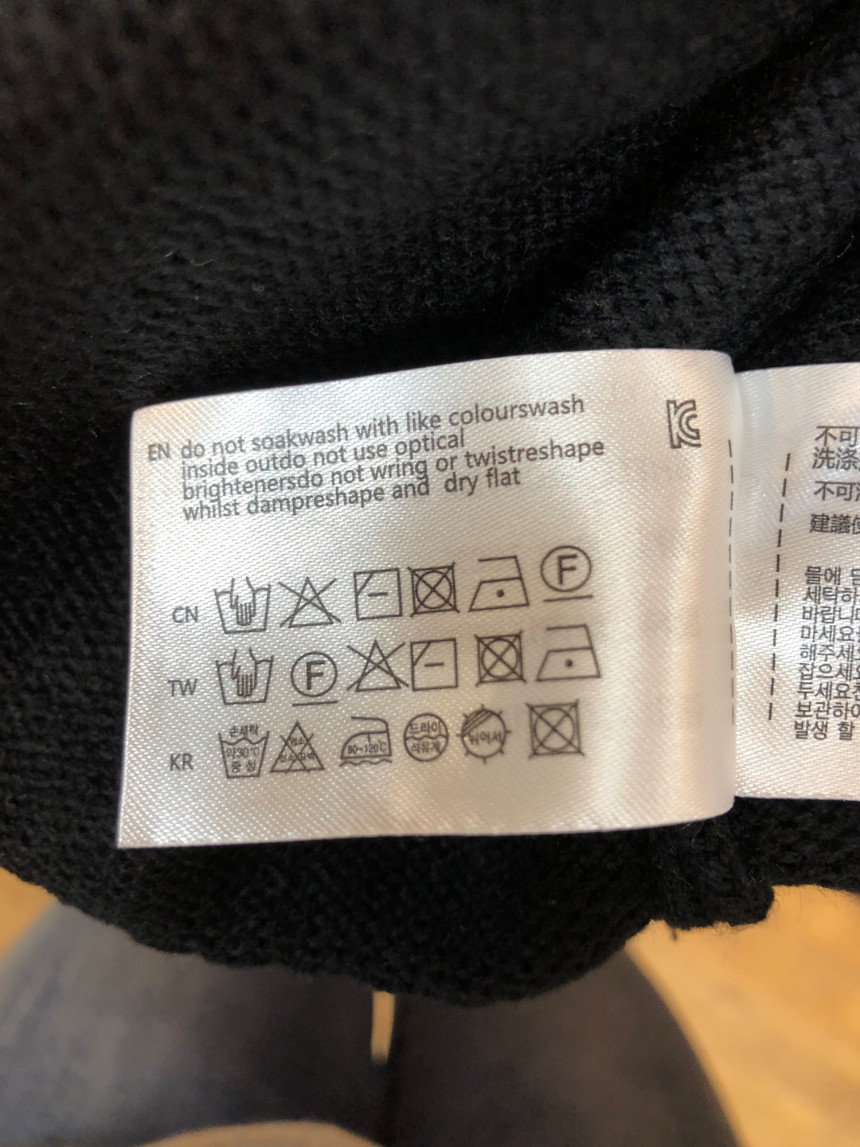 EN do not soakwash with like colourswash
inside outdo not use optical
brightenersdo not wring or twistreshape
whilst dampreshape and dry flat
CN
F
TW
F
KR
손세탁
약30℃
중성
80~120℃
드라이
석유계
뉘어서
不可
洗涤
不可
建議
물에
세탁하
바랍니
마세요
해주세요
잡으세요
두세요
보관하여
발생 할